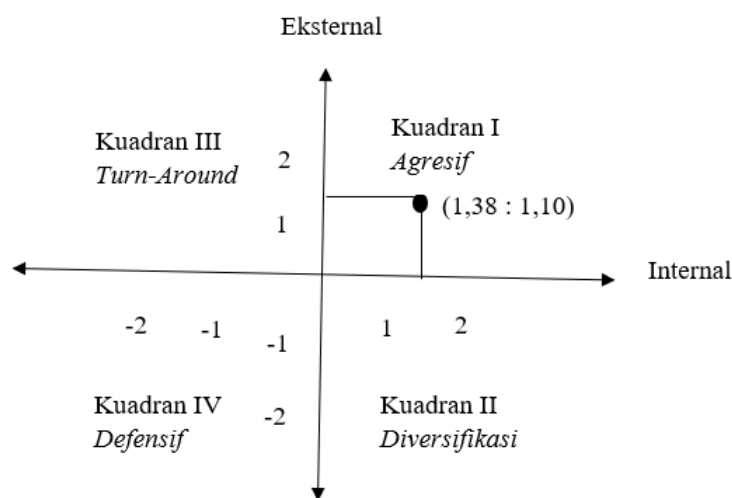 Eksternal
Kuadran III
Turn-Around
Kuadran I
Agresif
2
(1,38 : 1,10)
1
Internal
-2
-1
-1
1
2
Kuadran IV
Defensif
-2
Kuadran II
Diversifikasi